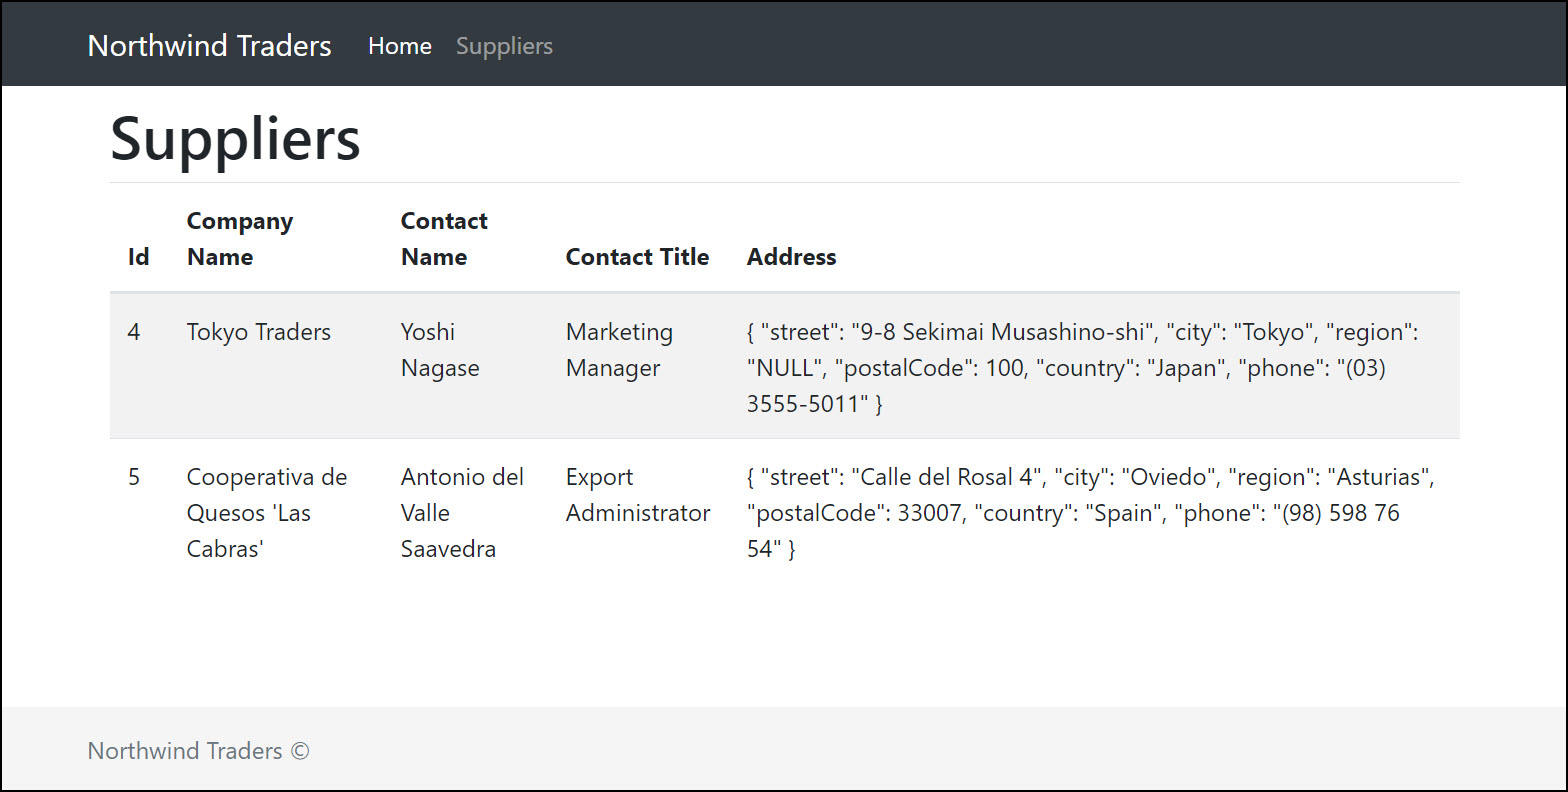 Northwind Traders Home Suppliers
Suppliers
Id Company Name Contact Name Contact Title Address
4 Tokyo Traders Yoshi Nagase Marketing Manager { "street": "9-8 Sekimai Musashino-shi", "city": "Tokyo", "region": "NULL", "postalCode": 100, "country": "Japan", "phone": "(03) 3555-5011" }
5 Cooperativa de Quesos 'Las Cabras' Antonio del Valle Saavedra Export Administrator { "street": "Calle del Rosal 4", "city": "Oviedo", "region": "Asturias", "postalCode": 33007, "country": "Spain", "phone": "(98) 598 76 54" }
Northwind Traders ©